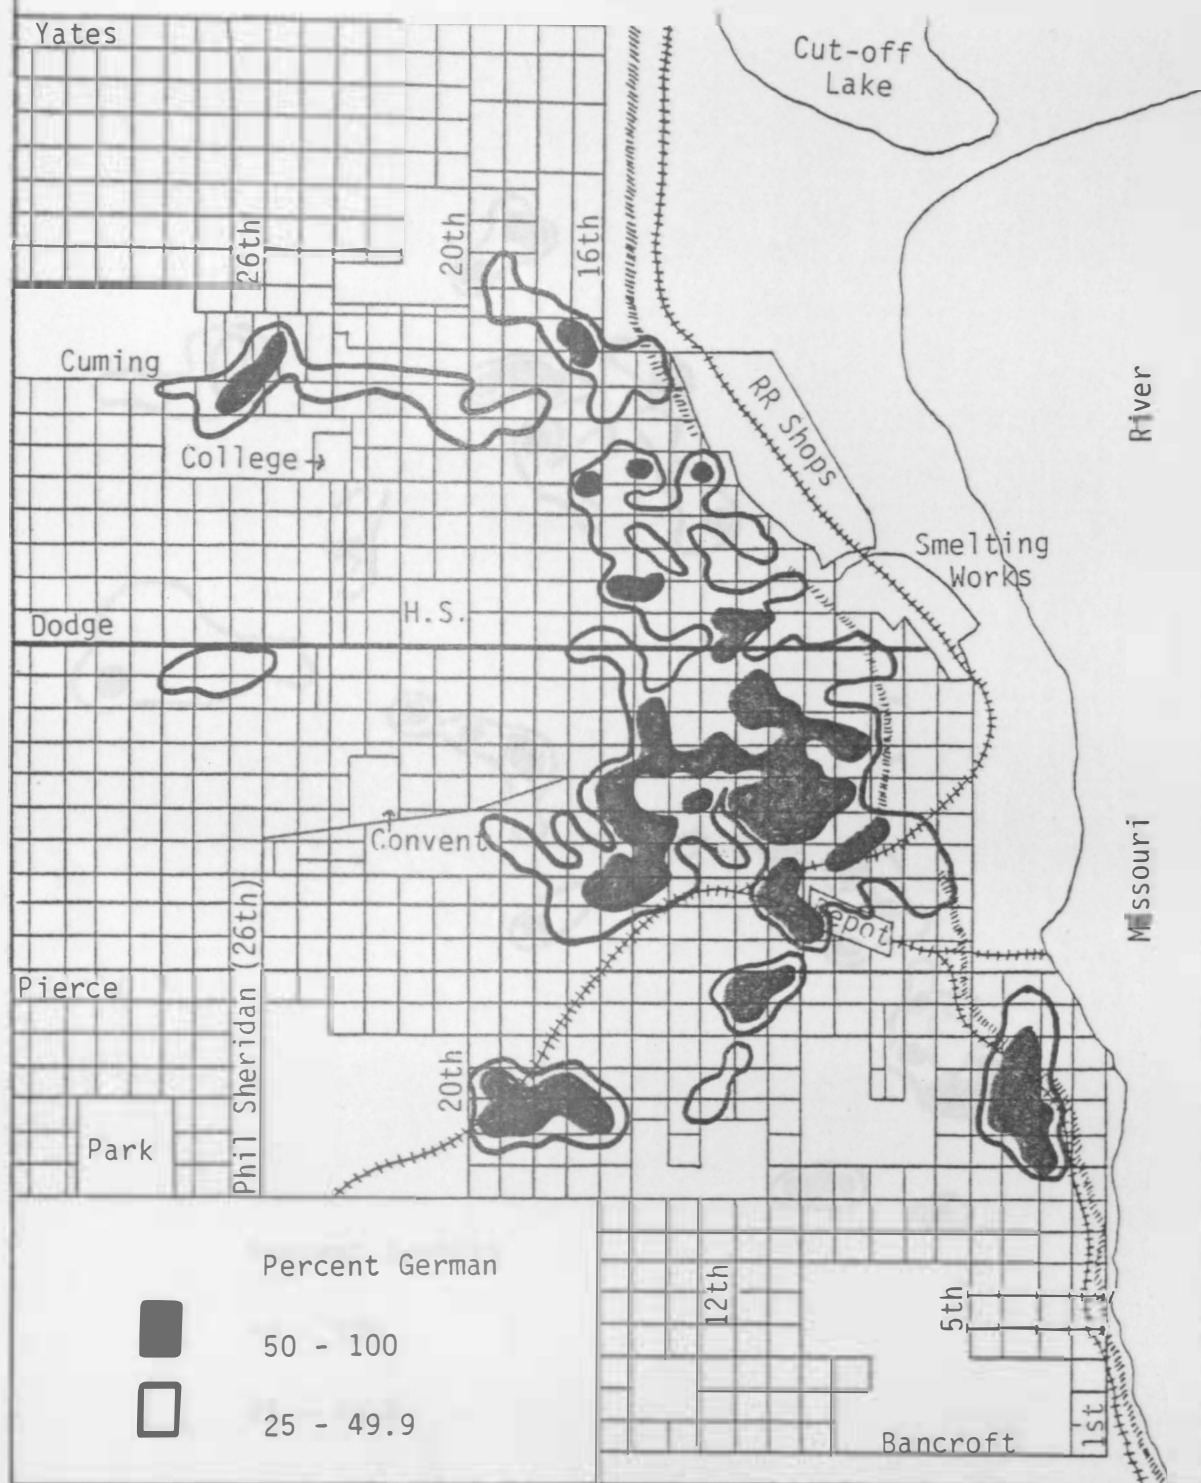 Yates
Cut-off
Lake
26th
20th
16th
Cuming
RR Shops
River
College
Smelting
Works
Dodge
H.S.
Convent
Missouri
Depot
Phil Sheridan (26th)
Pierce
20th
Park
Percent German
50 - 100
25 - 49.9
12th
5th
1st
Bancroft